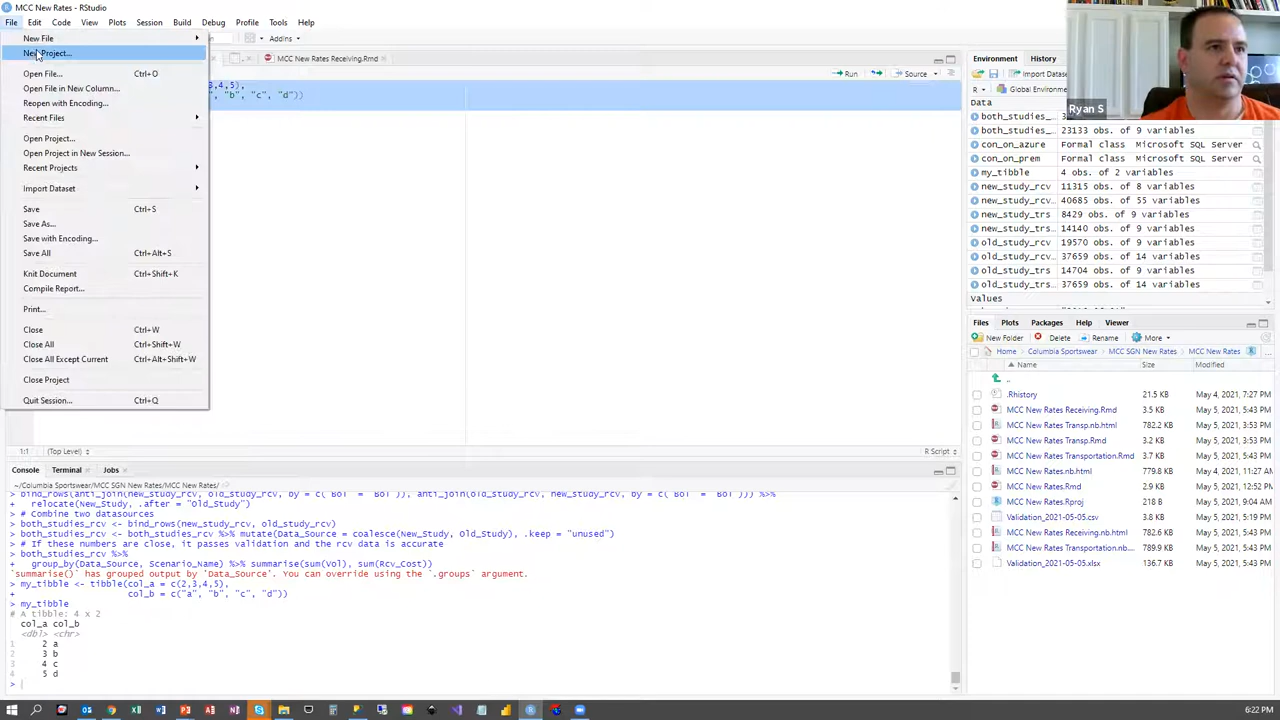 MCC New Rates - RStudio
File Edit Code View Plots Session Build Debug Profile Tools Help
New File
New Project...
Open File... Ctrl+O
Open File in New Column...
Reopen with Encoding...
Recent Files
Open Project...
Open Project in New Session...
Recent Projects
Import Dataset
Save Ctrl+S
Save As...
Save with Encoding...
Save All Ctrl+Alt+S
Knit Document Ctrl+Shift+K
Compile Report...
Print...
Close Ctrl+W
Close All Ctrl+Shift+W
Close All Except Current Ctrl+Alt+Shift+W
Close Project
Quit Session... Ctrl+Q
Addins
MCC New Rates Receiving.Rmd
Run Source
3,4,5),
"b", "c", "d"))
1:1 (Top Level) R Script
Console Terminal Jobs
~/Columbia Sportswear/MCC SGN New Rates/MCC New Rates/
> bind_rows(anti_join(new_study_rcv, old_study_rcv, by = c("BoT" = "BoT")), anti_join(old_study_rcv, new_study_rcv, by = c("BoT" = "BoT"))) %>%
+ relocate(New_Study, .after = "Old_Study")
> # Combine two datasources
> both_studies_rcv <- bind_rows(new_study_rcv, old_study_rcv)
> both_studies_rcv <- both_studies_rcv %>% mutate(Data_Source = coalesce(New_Study, Old_Study), .keep = "unused")
> # If these numbers are close, it passes validation and the rcv data is accurate
> both_studies_rcv %>%
+ group_by(Data_Source, Scenario_Name) %>% summarise(sum(Vol), sum(Rcv_Cost))
`summarise()` has grouped output by 'Data_Source'. You can override using the `.groups` argument.
> my_tibble <- tibble(col_a = c(2,3,4,5),
+ col_b = c("a", "b", "c", "d"))
> my_tibble
# A tibble: 4 x 2
col_a col_b
<dbl> <chr>
1 2 a
2 3 b
3 4 c
4 5 d
>
Environment History
Import Dataset
R Global Environment
Data
both_studies_
both_studies_ 23133 obs. of 9 variables
con_on_azure Formal class Microsoft SQL Server
con_on_prem Formal class Microsoft SQL Server
my_tibble 4 obs. of 2 variables
new_study_rcv 11315 obs. of 8 variables
new_study_rcv… 40685 obs. of 55 variables
new_study_trs 8429 obs. of 9 variables
new_study_trs… 14140 obs. of 9 variables
old_study_rcv 19570 obs. of 9 variables
old_study_rcv… 37659 obs. of 14 variables
old_study_trs 14704 obs. of 9 variables
old_study_trs… 37659 obs. of 14 variables
Values
Ryan S
Files Plots Packages Help Viewer
New Folder Delete Rename More
Home Columbia Sportswear MCC SGN New Rates MCC New Rates ...
Name Size Modified
..
.Rhistory 21.5 KB May 4, 2021, 7:27 PM
MCC New Rates Receiving.Rmd 3.5 KB May 5, 2021, 5:43 PM
MCC New Rates Transp.nb.html 782.2 KB May 5, 2021, 3:53 PM
MCC New Rates Transp.Rmd 3.2 KB May 5, 2021, 3:53 PM
MCC New Rates Transportation.Rmd 3.7 KB May 5, 2021, 5:43 PM
MCC New Rates.nb.html 779.8 KB May 4, 2021, 11:27 AM
MCC New Rates.Rmd 2.9 KB May 5, 2021, 12:52 PM
MCC New Rates.Rproj 218 B May 5, 2021, 9:04 AM
Validation_2021-05-05.csv 3.8 KB May 5, 2021, 5:43 PM
MCC New Rates Receiving.nb.html 782.6 KB May 5, 2021, 5:43 PM
MCC New Rates Transportation.nb... 789.9 KB May 5, 2021, 5:43 PM
Validation_2021-05-05.xlsx 136.7 KB May 5, 2021, 5:43 PM
6:22 PM